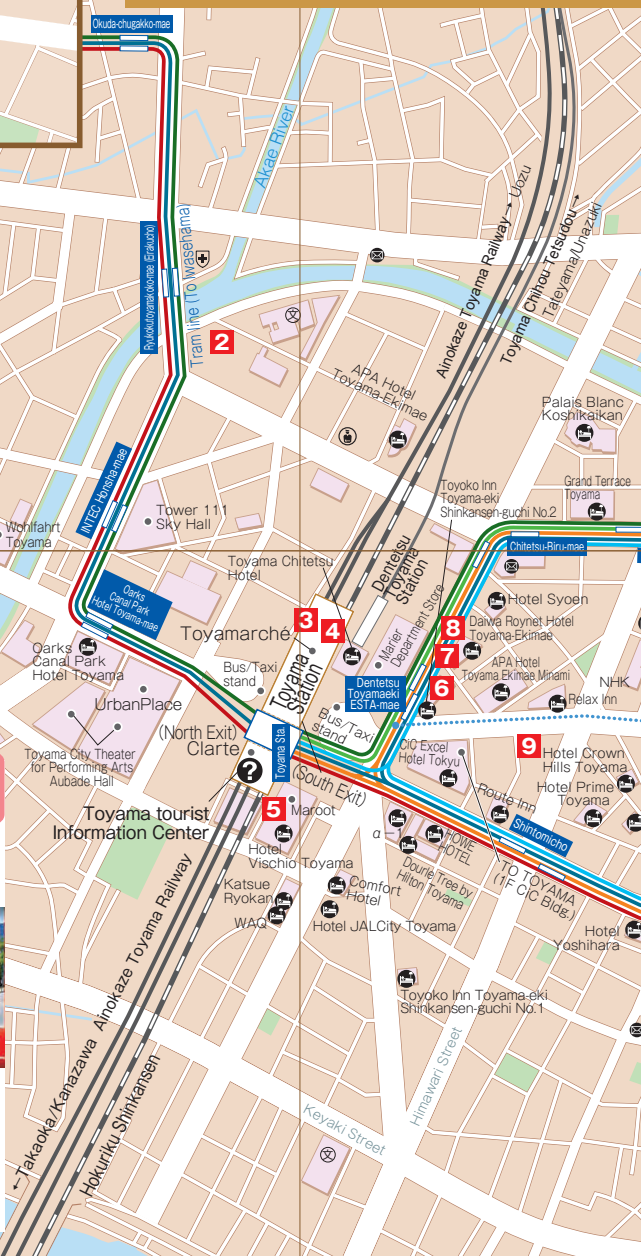 Okuda-chugakko-mae
Akae River
Ryukokutoyamakoko-mae (Eirakucho)
Tram line (To Iwasehama)
2
Ainokaze Toyama Railway → Uozu
Toyama Chihou Tetsudou →
Tateyama/Unazuki
APA Hotel
Toyama-Ekimae
Palais Blanc
Koshikaikan
INTEC Honsha-mae
Tower 111
Sky Hall
Toyoko Inn
Toyama-eki
Shinkansen-guchi No.2
Grand Terrace
Toyama
Wohlfahrt
Toyama
Chitetsu-Biru-mae
Toyama Chitetsu
Hotel
Dentetsu
Toyama
Station
Oarks
Canal Park
Hotel Toyama-mae
Hotel Syoen
3
4
Toyamarche
8
Daiwa Roynet Hotel
Toyama-Ekimae
Marier
Department Store
7
Oarks
Canal Park
Hotel Toyama
Bus/Taxi
stand
Toyama
Station
Dentetsu
Toyamaeki
ESTA-mae
6
APA Hotel
Toyama Ekimae Minami
NHK
Relax Inn
UrbanPlace
Bus/Taxi
stand
(North Exit)
Clarte
Toyama Sta.
CiC Excel
Hotel Tokyu
9
Hotel Crown
Hills Toyama
Toyama City Theater
for Performing Arts
Aubade Hall
?
(South Exit)
Hotel Prime
Toyama
Route Inn
Toyama tourist
Information Center
5
Maroot
α-1
HOWE
HOTEL
Shintomicho
Hotel
Vischio Toyama
Dourle Tree by
Hilton Toyama
TO TOYAMA
(1F CiC Bldg.)
Katsue
Ryokan
Comfort
Hotel
WAQ
Hotel JALCity Toyama
Hotel
Yoshihara
Toyoko Inn Toyama-eki
Shinkansen-guchi No.1
←Takaoka/Kanazawa Ainokaze Toyama Railway
Hokuriku Shinkansen
Himawari Street
Keyaki Street
文
文